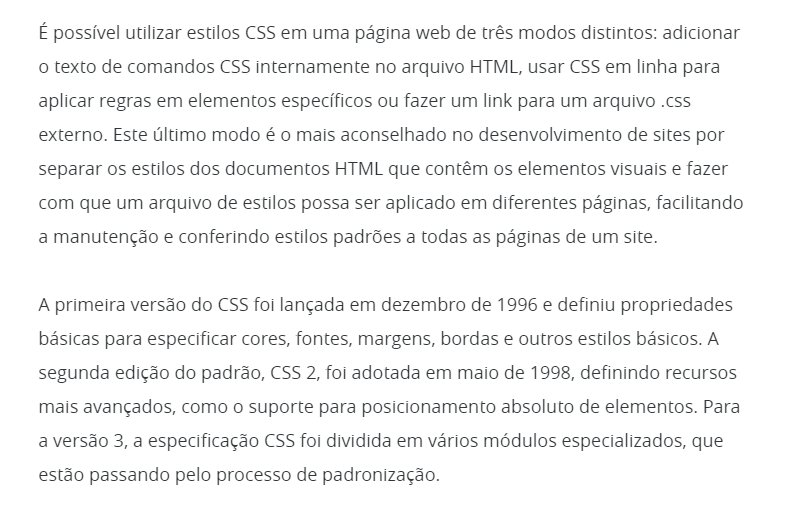 É possível utilizar estilos CSS em uma página web de três modos distintos: adicionar
o texto de comandos CSS internamente no arquivo HTML, usar CSS em linha para
aplicar regras em elementos específicos ou fazer um link para um arquivo .css
externo. Este último modo é o mais aconselhado no desenvolvimento de sites por
separar os estilos dos documentos HTML que contêm os elementos visuais e fazer
com que um arquivo de estilos possa ser aplicado em diferentes páginas, facilitando
a manutenção e conferindo estilos padrões a todas as páginas de um site.
A primeira versão do CSS foi lançada em dezembro de 1996 e definiu propriedades
básicas para especificar cores, fontes, margens, bordas e outros estilos básicos. A
segunda edição do padrão, CSS 2, foi adotada em maio de 1998, definindo recursos
mais avançados, como o suporte para posicionamento absoluto de elementos. Para
a versão 3, a especificação CSS foi dividida em vários módulos especializados, que
estão passando pelo processo de padronização.